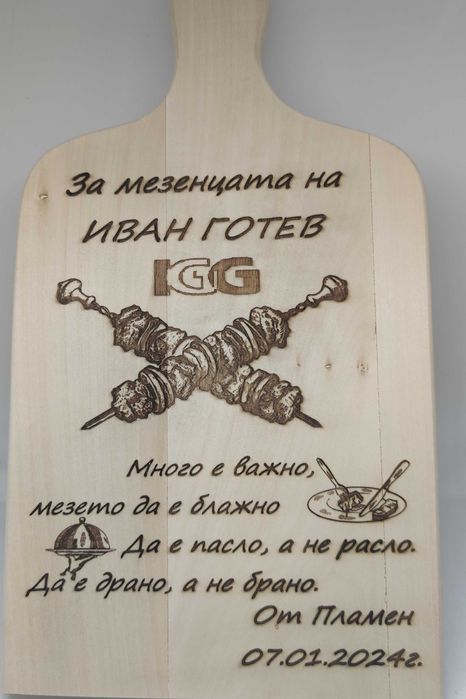 За мезенцата на
ИВАН ГОТЕВ
IGG
Много е важно,
мезето да е блажно
Да е пасло, а не расло.
Да е драно, а не брано.
От Пламен
07.01.2024г.